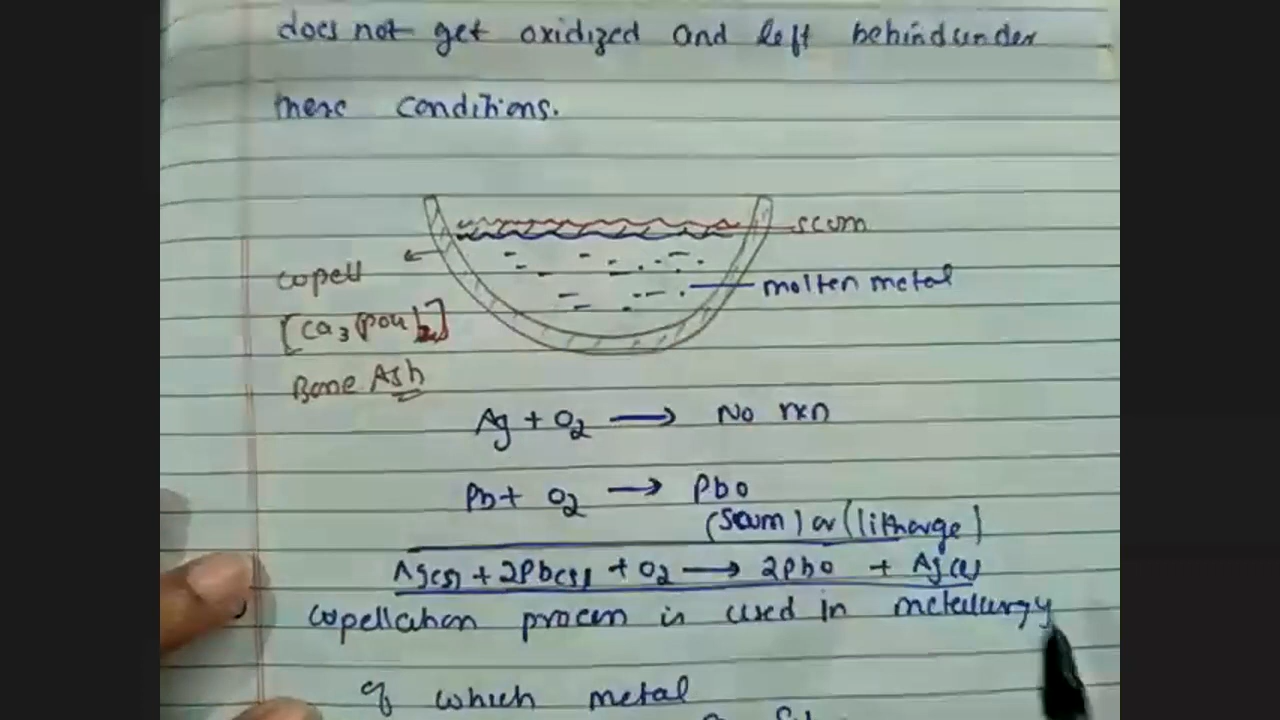 does not get oxidized and left behind under
these conditions.
scum
copell
molten metal
[Ca3(PO4)2]
Bone Ash
Ag + O2 → No rxn
Pb + O2 → PbO
(scum) or (litharge)
Ag(s) + 2Pb(s) + O2 → 2PbO + Ag(s)
copellation process is used in metallurgy
of which metal